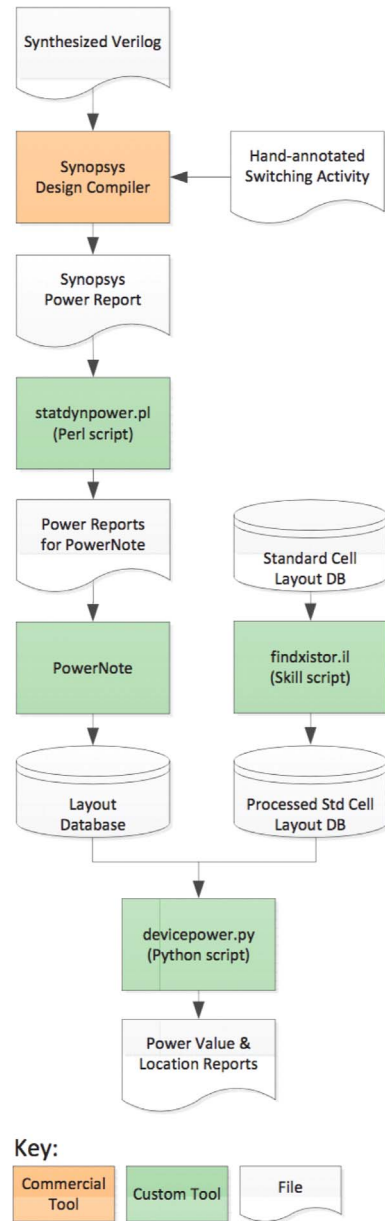 Synthesized Verilog
Synopsys
Design Compiler
Hand-annotated
Switching Activity
Synopsys
Power Report
statdynpower.pl
(Perl script)
Power Reports
for PowerNote
Standard Cell
Layout DB
PowerNote
findxistor.il
(Skill script)
Layout
Database
Processed Std Cell
Layout DB
devicepower.py
(Python script)
Power Value &
Location Reports
Key:
Commercial
Tool
Custom Tool
File